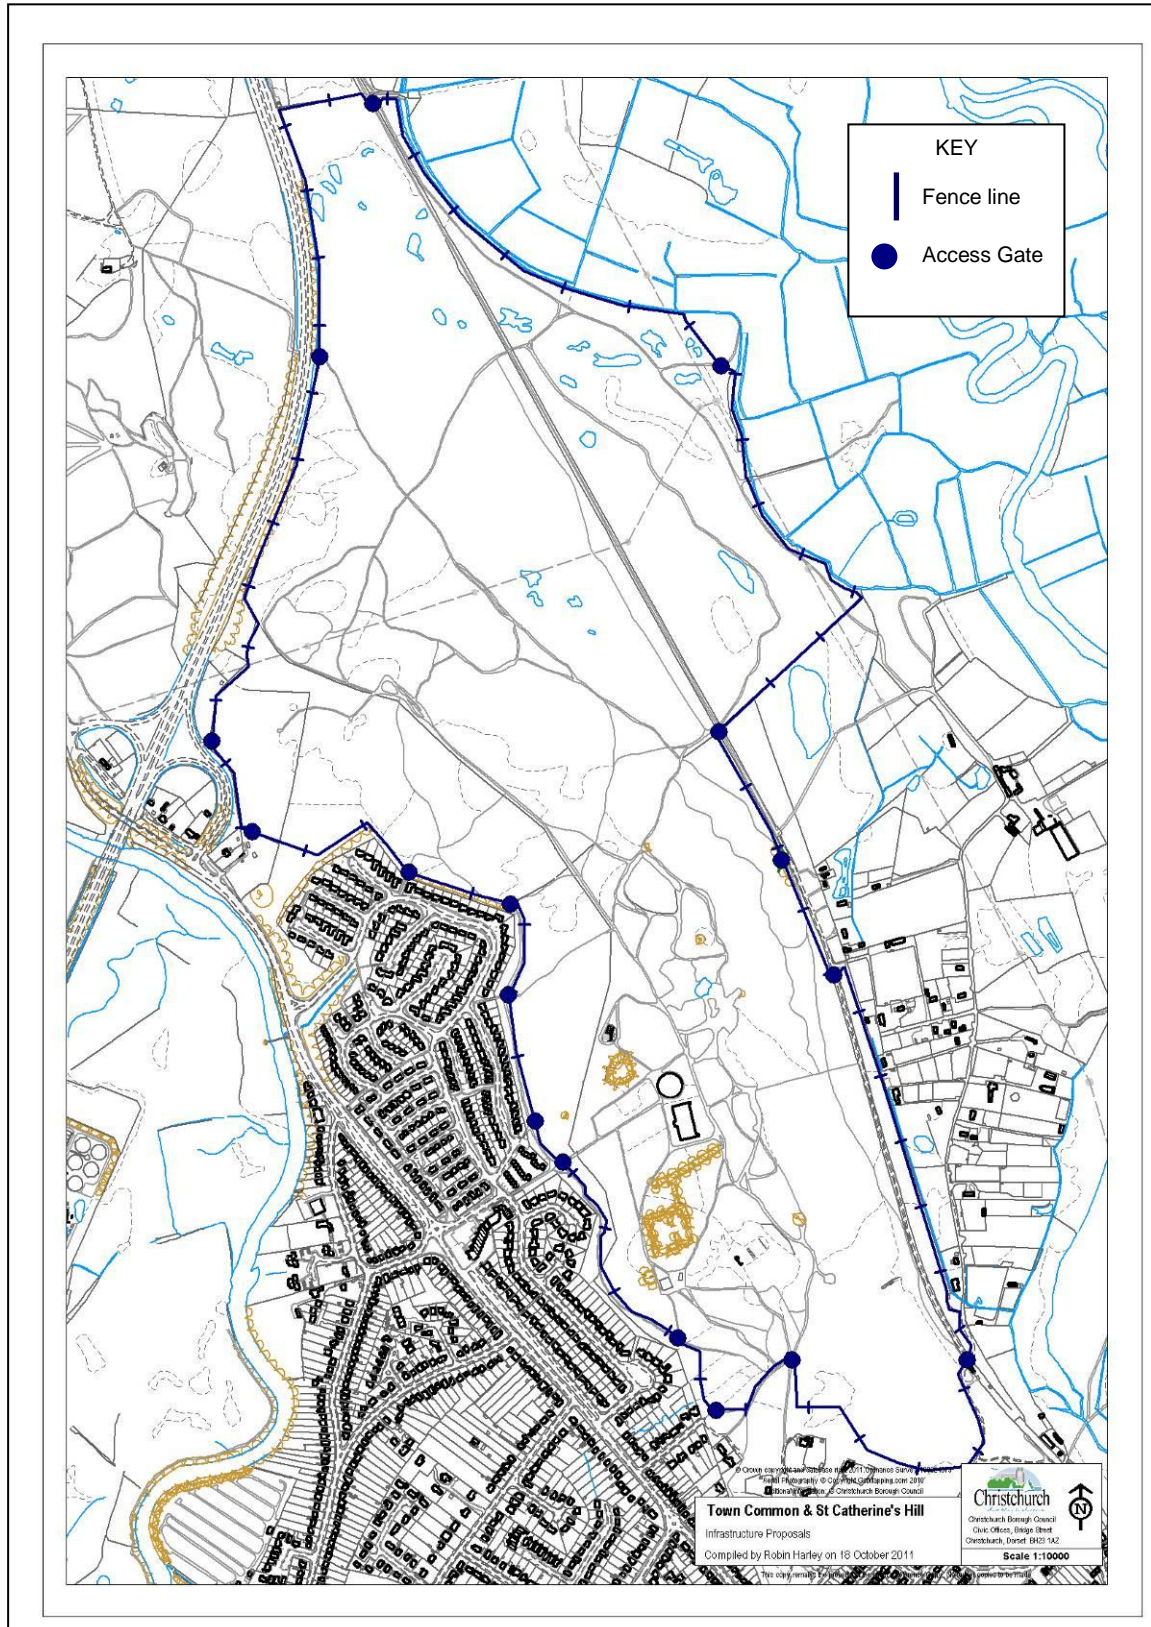 KEY
Fence line
Access Gate
Town Common & St Catherine's Hill
Infrastructure Proposals
Compiled by Robin Harley on 18 October 2011
Christchurch
Christchurch Borough Council
Civic Offices, Bridge Street
Christchurch, Dorset BH23 1AZ
N
Scale 1:10000